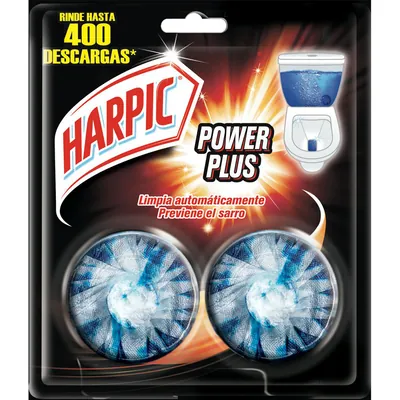 RINDE HASTA
400
DESCARGAS*
HARPIC
POWER
PLUS
Limpia automáticamente
Previene el sarro